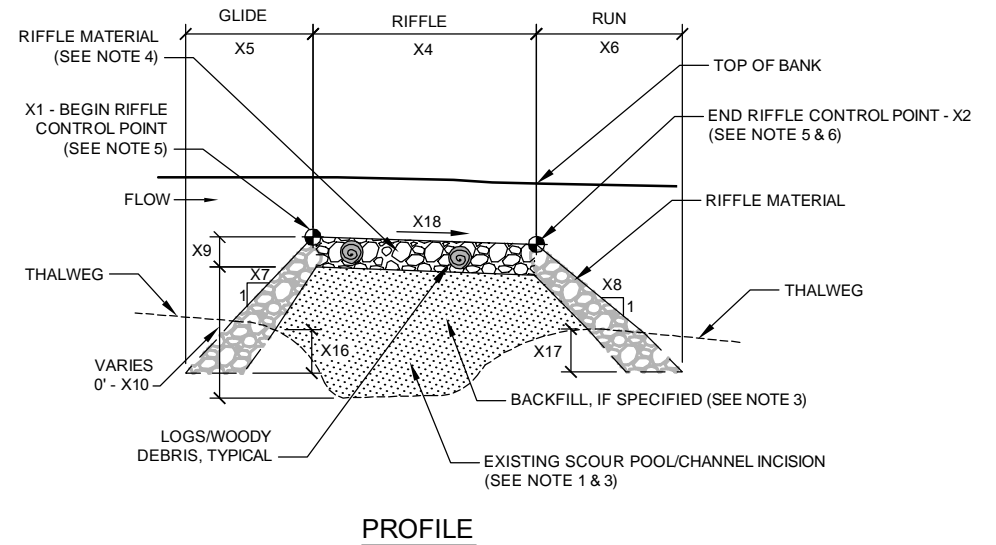 GLIDE
RIFFLE
RUN
X5
X4
X6
RIFFLE MATERIAL
(SEE NOTE 4)
TOP OF BANK
X1 - BEGIN RIFFLE
CONTROL POINT
(SEE NOTE 5)
END RIFFLE CONTROL POINT - X2
(SEE NOTE 5 & 6)
FLOW
RIFFLE MATERIAL
X18
X9
THALWEG
X7
1
X8
1
THALWEG
VARIES
0' - X10
X16
X17
BACKFILL, IF SPECIFIED (SEE NOTE 3)
LOGS/WOODY
DEBRIS, TYPICAL
EXISTING SCOUR POOL/CHANNEL INCISION
(SEE NOTE 1 & 3)
PROFILE